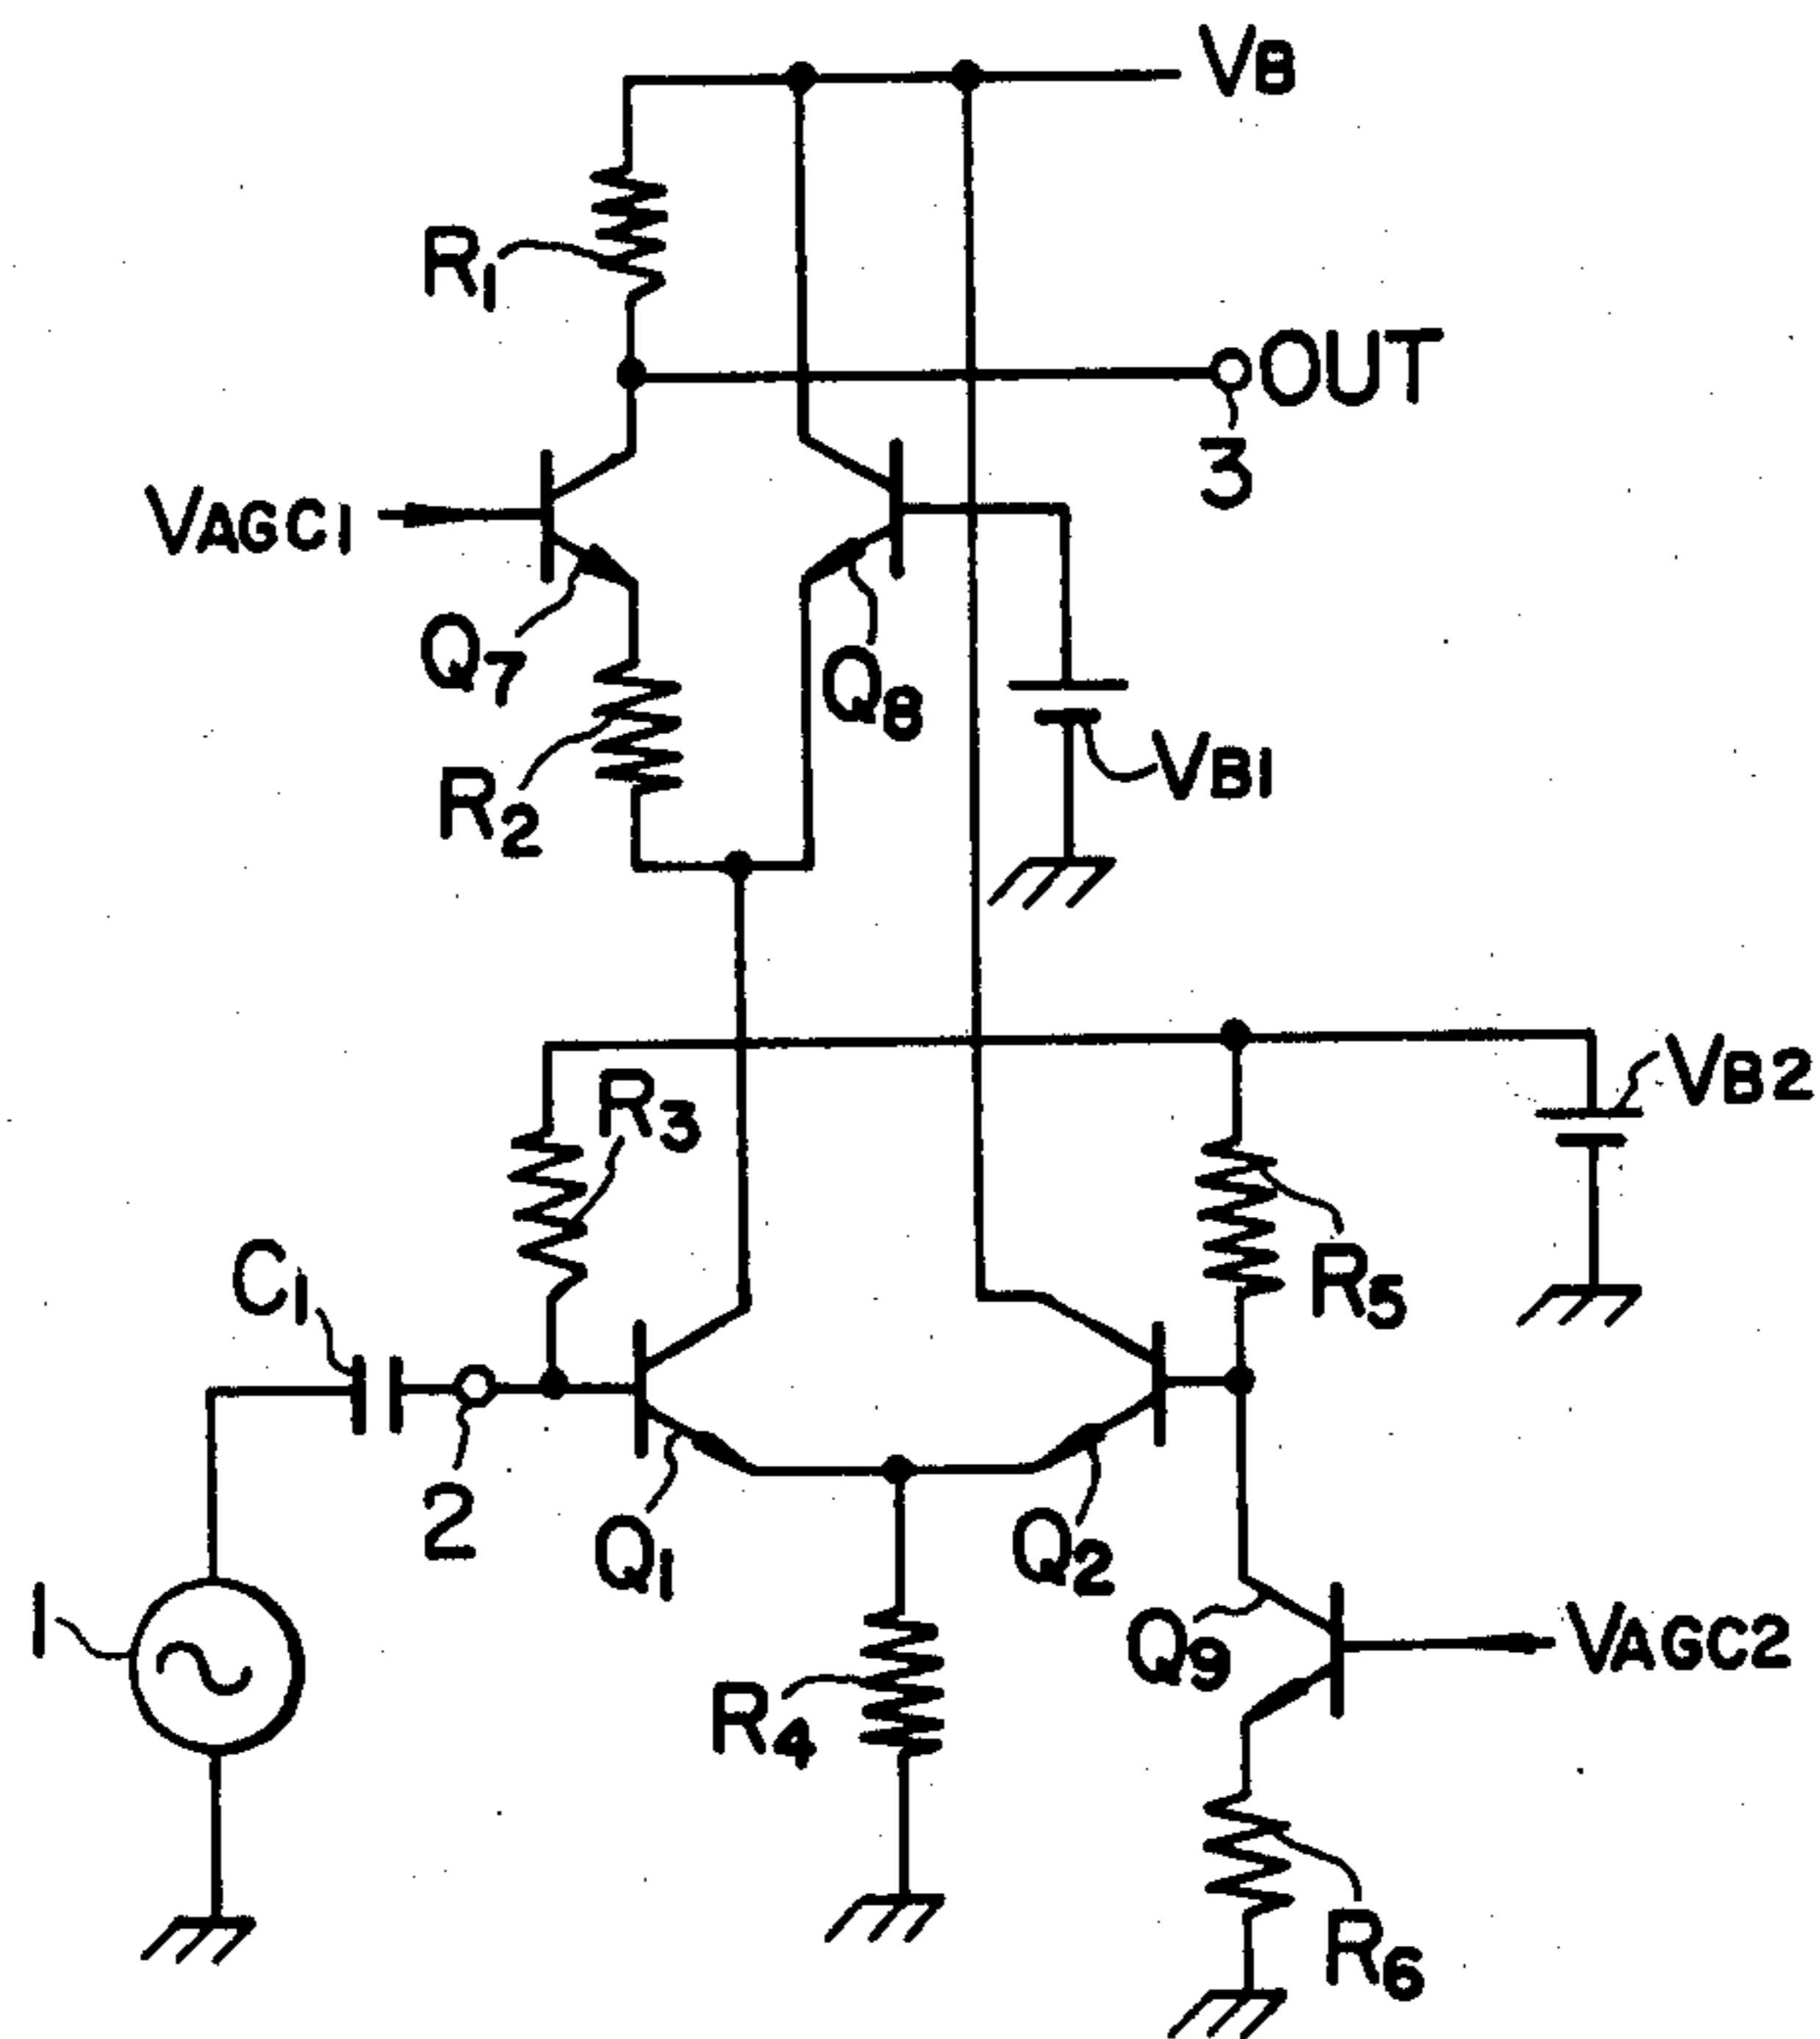 VB
R1
OUT
3
VAGC1
Q7
Q8
R2
VB1
VB2
R3
R5
C1
2
Q1
Q2
1
Q9
VAGC2
R4
R6